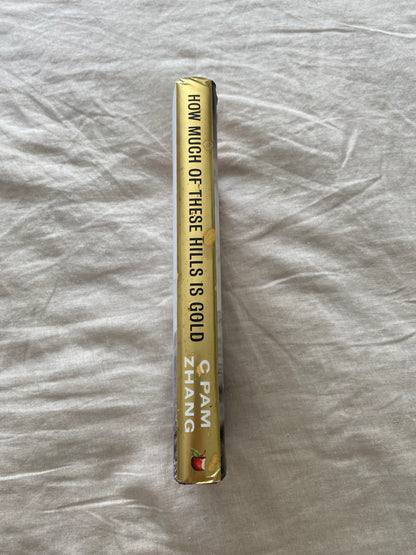 HOW MUCH OF THESE HILLS IS GOLD
C PAM
ZHANG